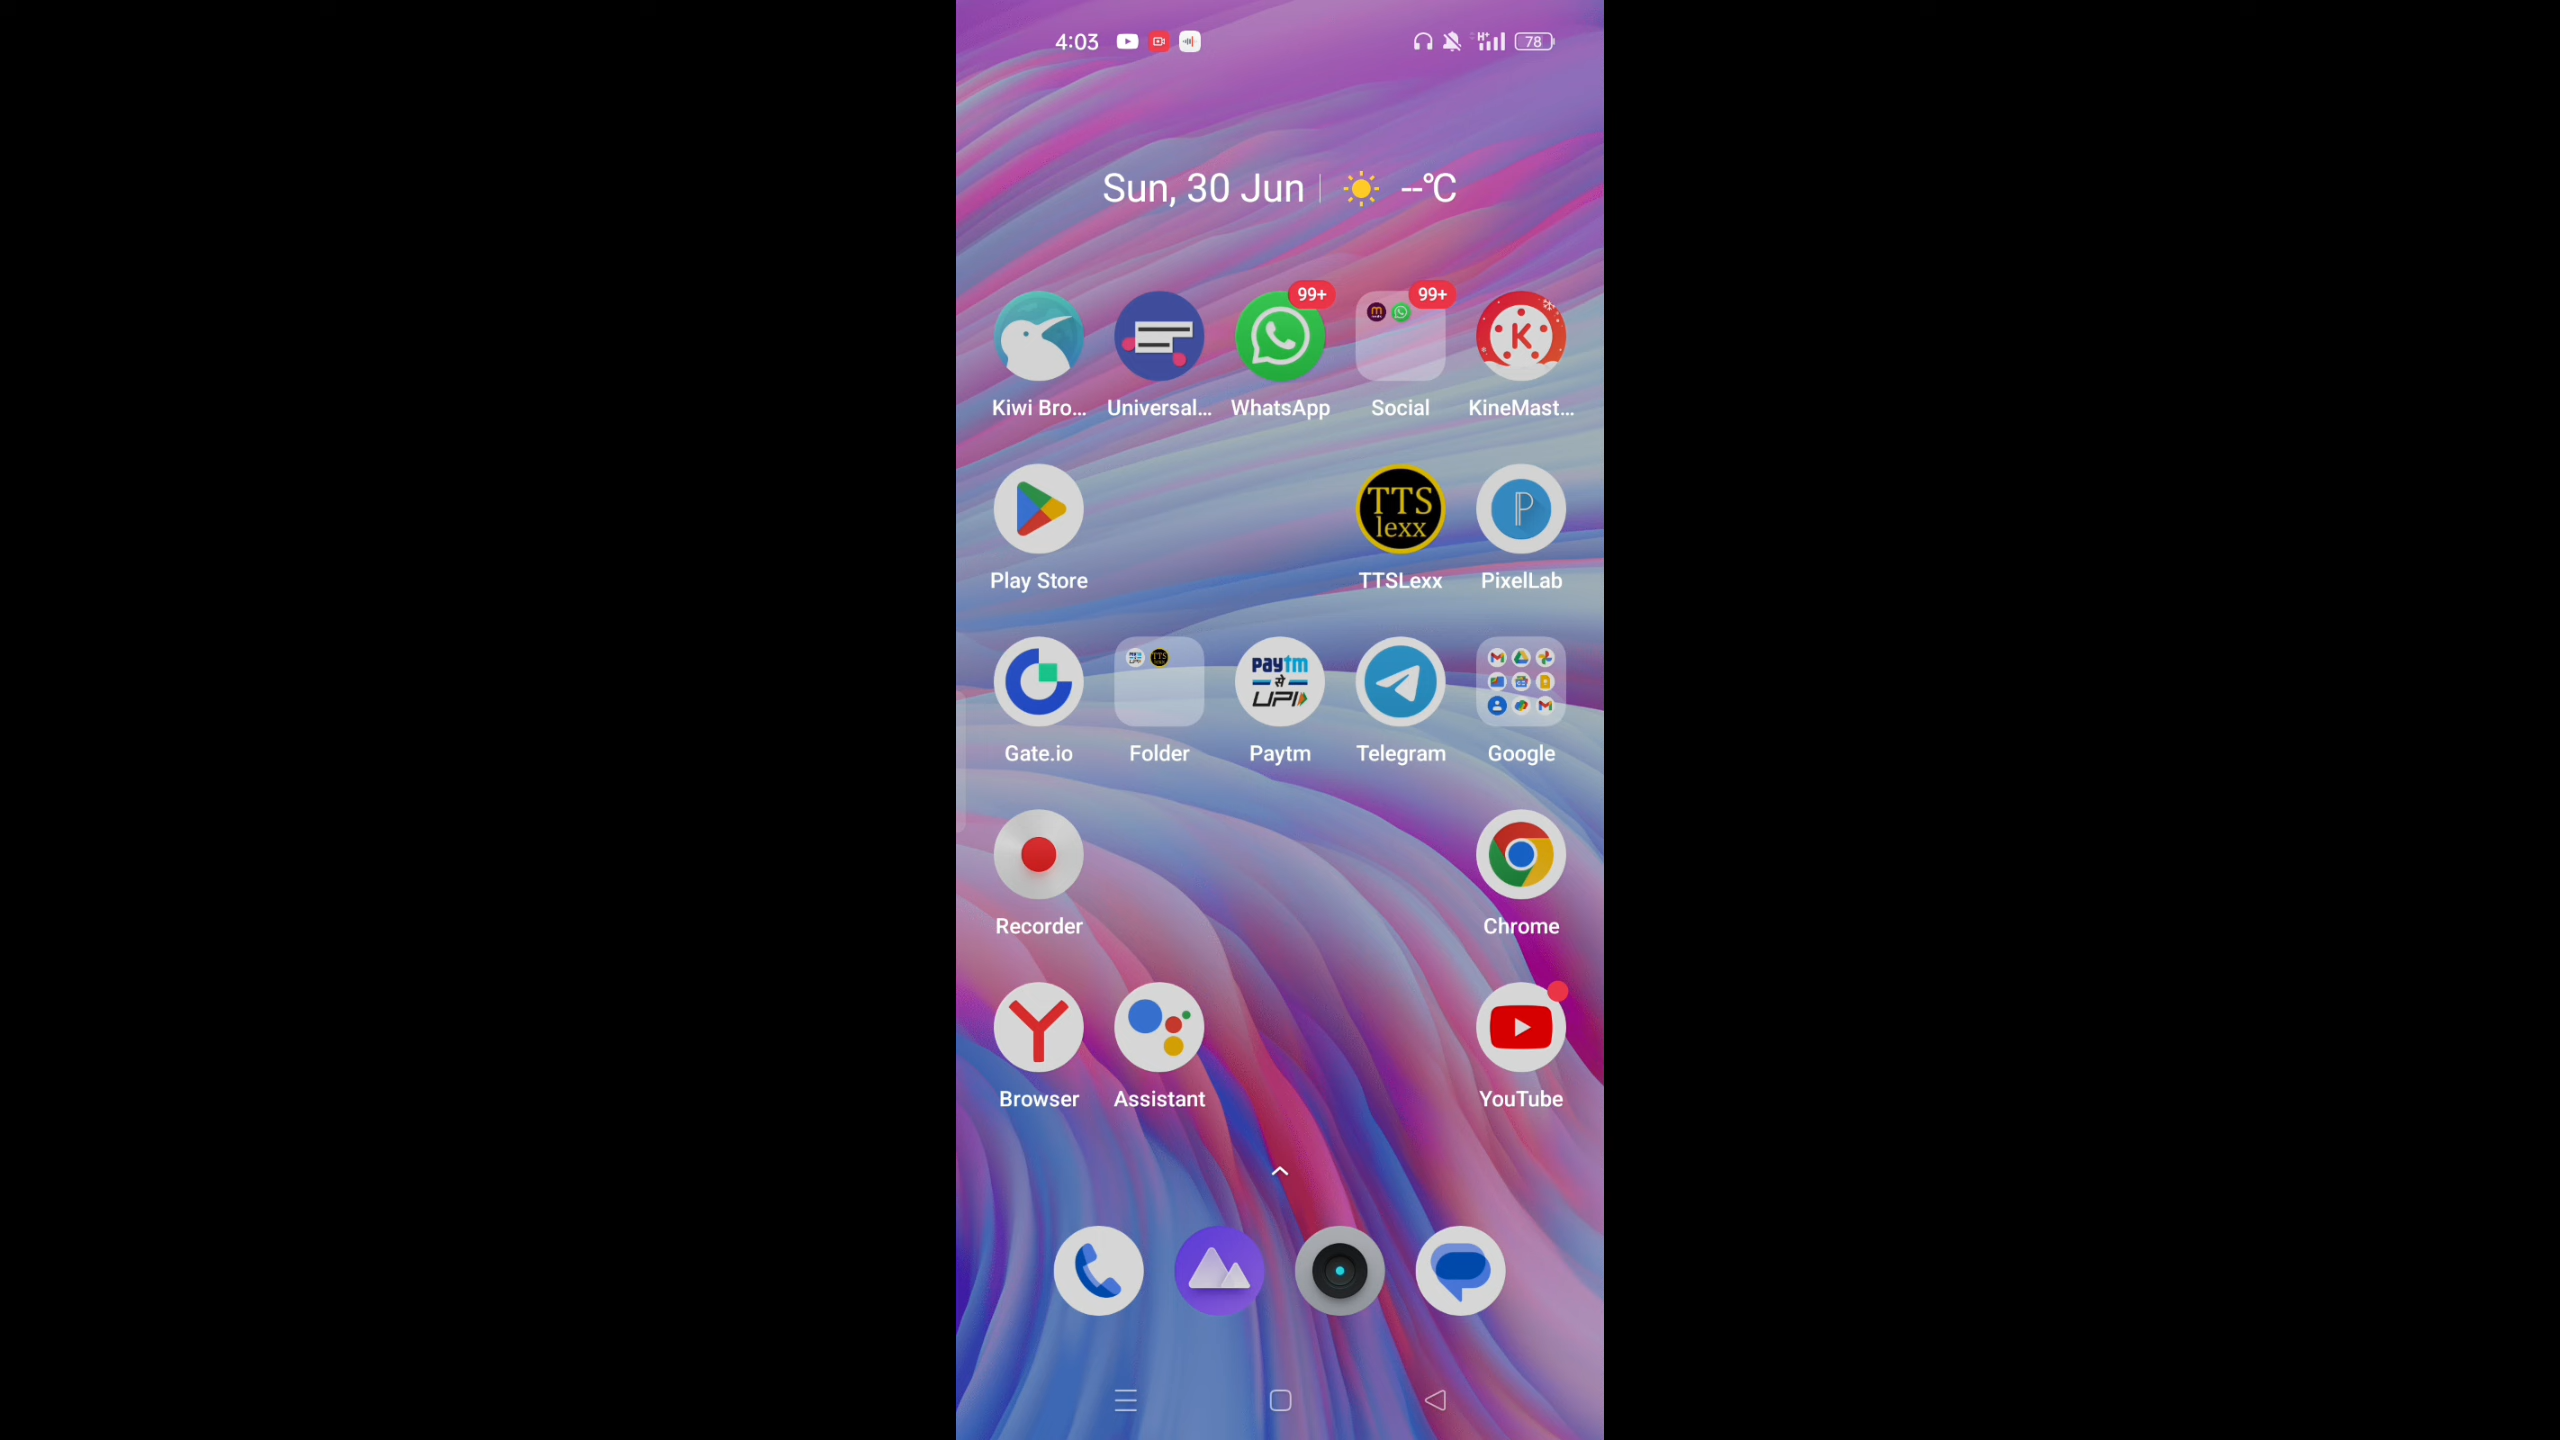 4:03
H+
78
Sun, 30 Jun
--°C
99+
99+
Kiwi Bro...
Universal...
WhatsApp
Social
KineMast...
TTS
lexx
Play Store
TTSLexx
PixelLab
paytm
से
UPI
Gate.io
Folder
Paytm
Telegram
Google
Recorder
Chrome
Browser
Assistant
YouTube